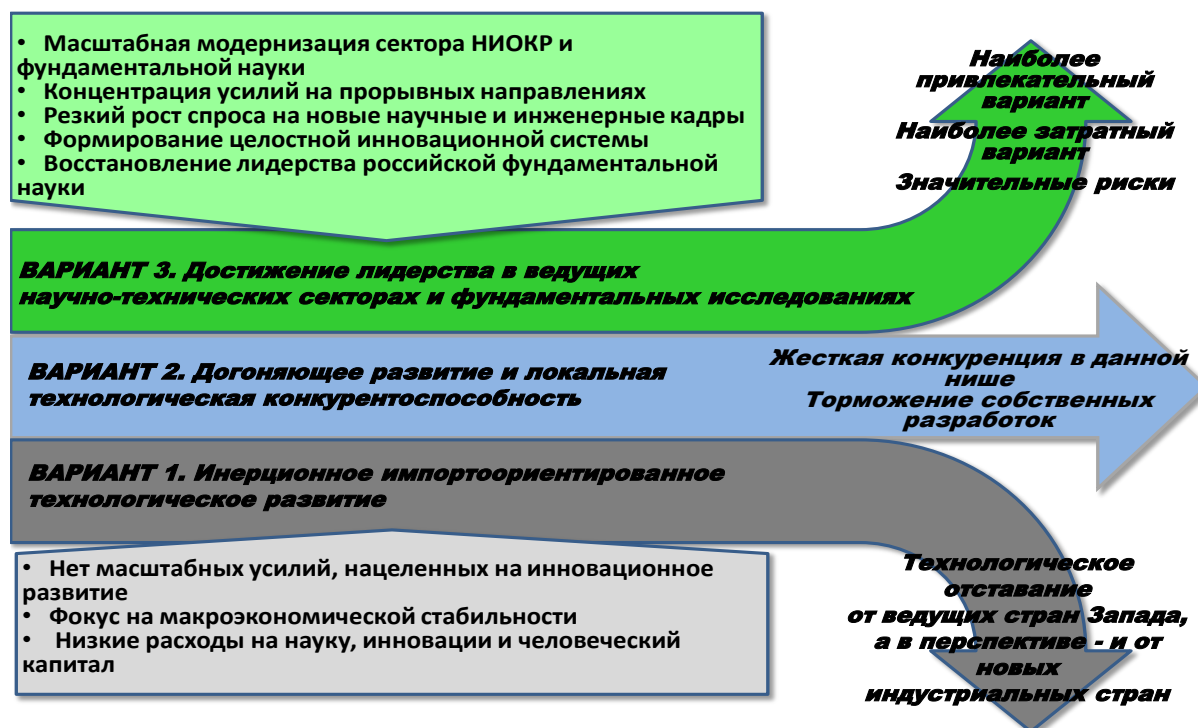 • Масштабная модернизация сектора НИОКР и
фундаментальной науки
• Концентрация усилий на прорывных направлениях
• Резкий рост спроса на новые научные и инженерные кадры
• Формирование целостной инновационной системы
• Восстановление лидерства российской фундаментальной
науки
Наиболее
привлекательный
вариант
Наиболее затратный
вариант
Значительные риски
ВАРИАНТ 3. Достижение лидерства в ведущих
научно-технических секторах и фундаментальных исследованиях
ВАРИАНТ 2. Догоняющее развитие и локальная
технологическая конкурентоспособность
Жесткая конкуренция в данной
нише
Торможение собственных
разработок
ВАРИАНТ 1. Инерционное импортоориентированное
технологическое развитие
• Нет масштабных усилий, нацеленных на инновационное
развитие
• Фокус на макроэкономической стабильности
• Низкие расходы на науку, инновации и человеческий
капитал
Технологическое
отставание
от ведущих стран Запада,
а в перспективе - и от
новых
индустриальных стран